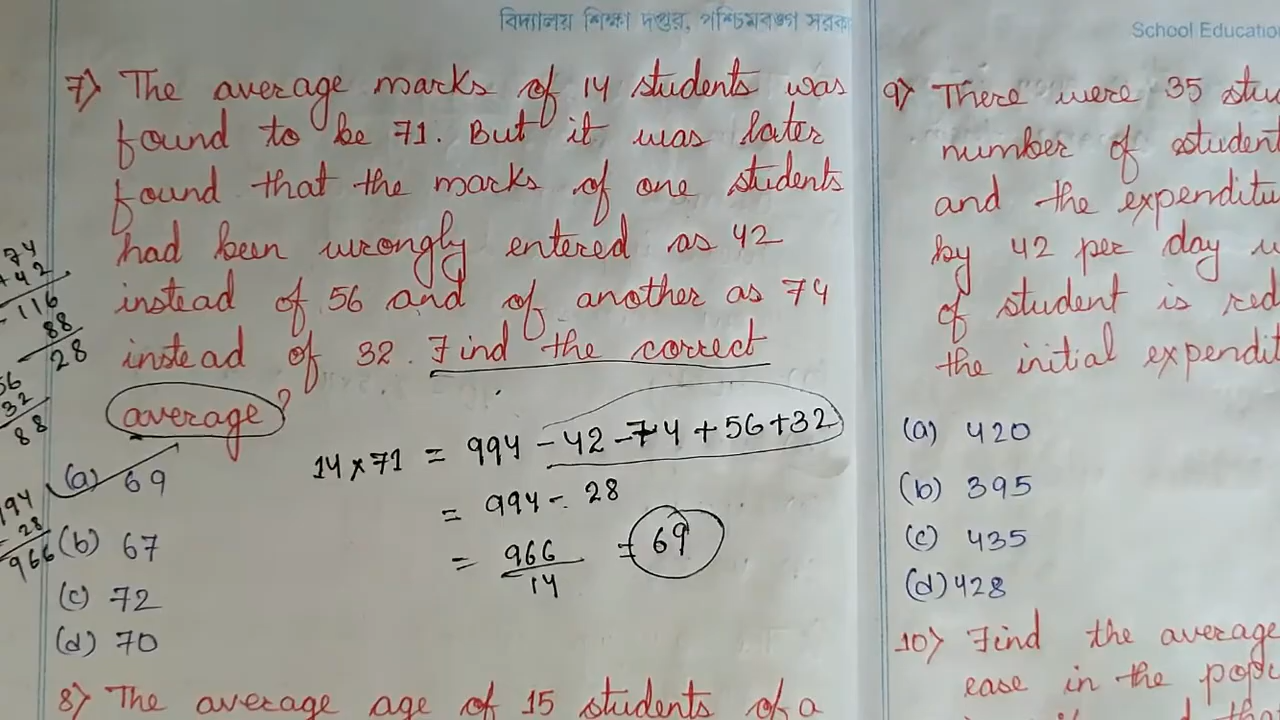 বিদ্যালয় শিক্ষা দপ্তর, পশ্চিমবঙ্গ সরকা
School Educatio
7) The average marks of 14 students was
found to be 71. But it was later
found that the marks of one students
had been wrongly entered as 42
instead of 56 and of another as 74
instead of 32. Find the correct
average?
(a) 69
(b) 67
(c) 72
(d) 70
14 × 71 = 994 - 42 - 74 + 56 + 32
= 994 - 28
= 966/14 = 69
8) The average age of 15 students of a
74
+42
116
88
28
56
32
88
994
- 28
966
9) There were 35 stu
number of student
and the expenditu
by 42 per day
of student is red
the initial expendit
(a) 420
(b) 395
(c) 435
(d) 428
10) Find the average
ease in the popu